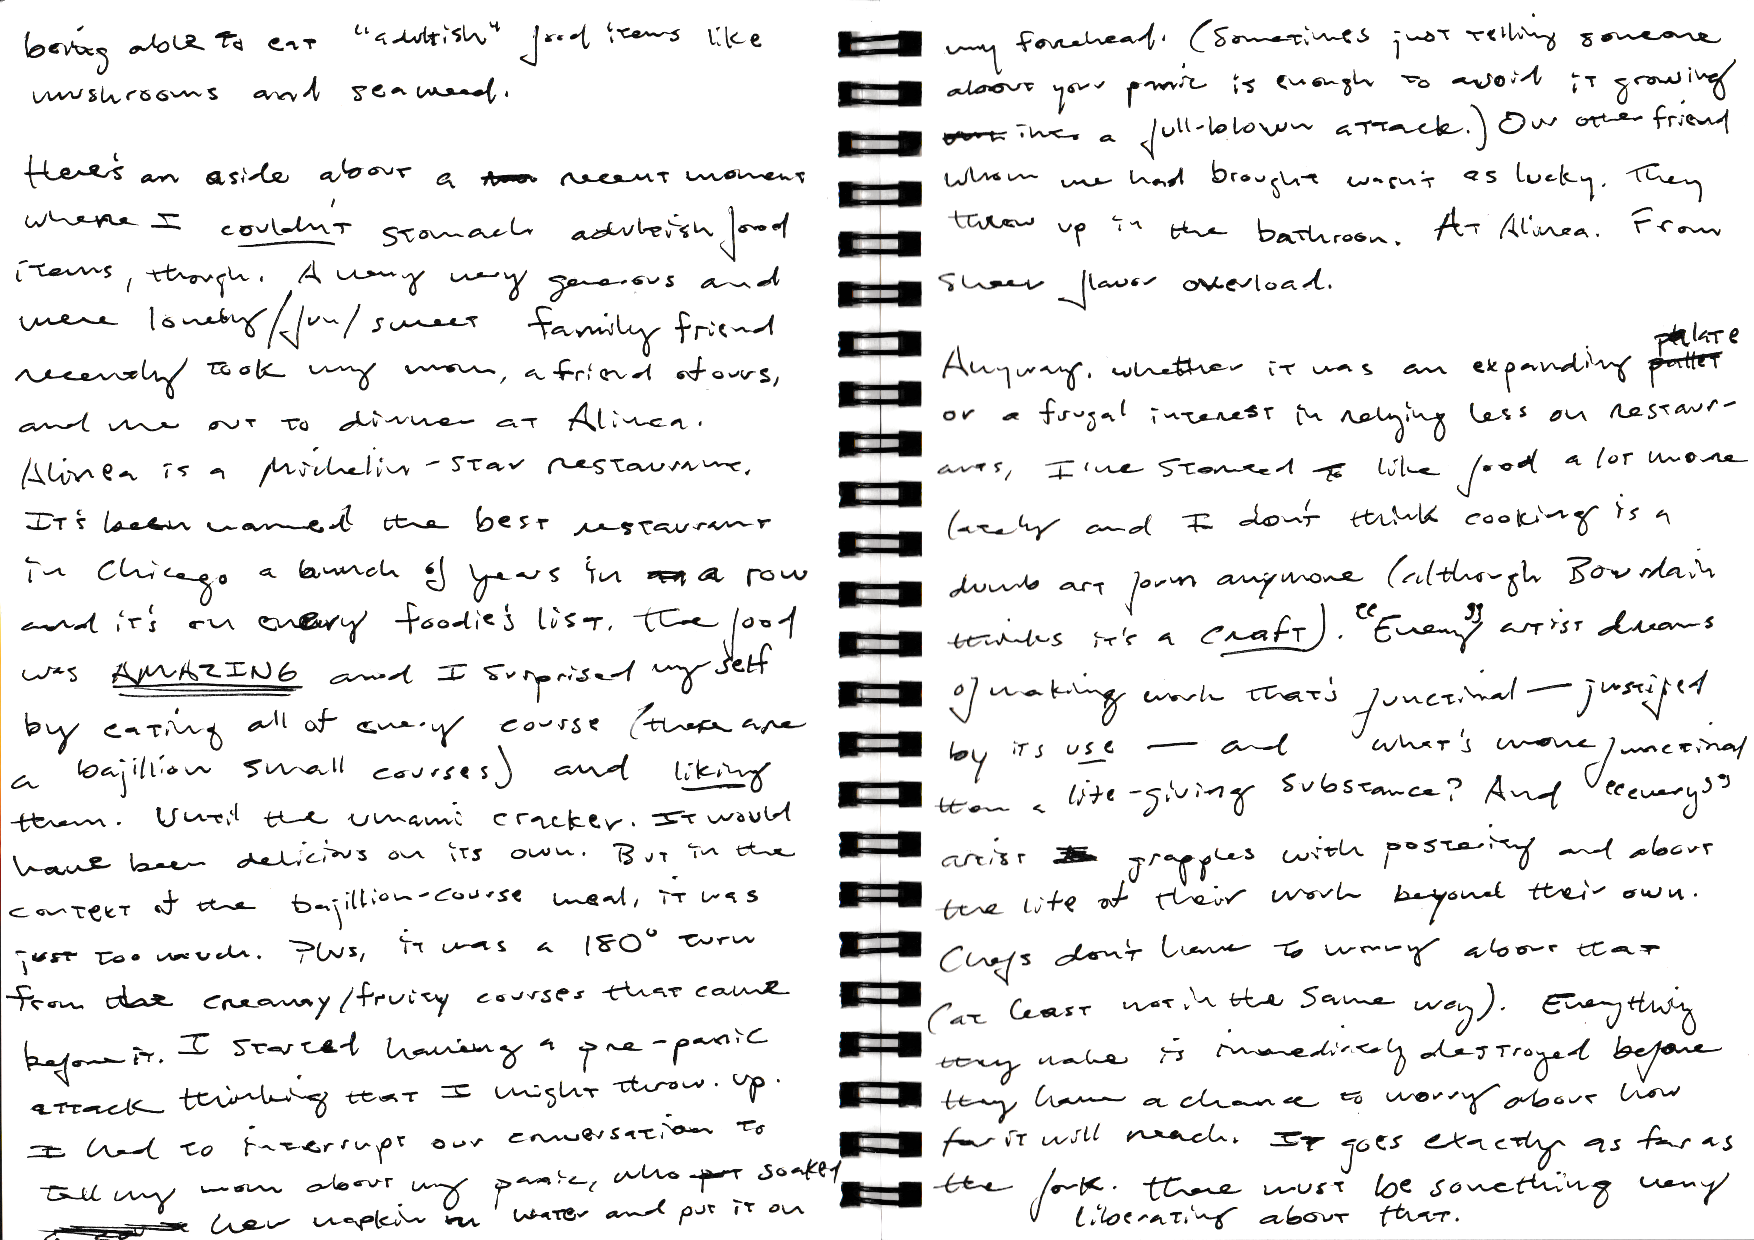 being able to eat "adultish" food items like
mushrooms and seaweed.
Here's an aside about a recent moment
where I couldn't stomach adultish food
items, though. A very very generous and
very lovely/fun/sweet family friend
recently took my mom, a friend of ours,
and me out to dinner at Alinea.
Alinea is a Michelin-star restaurant.
It's been named the best restaurant
in Chicago a bunch of years in a row
and it's on every foodie's list. The food
was AMAZING and I surprised myself
by eating all of every course (there are
a bajillion small courses) and liking
them. Until the umami cracker. It would
have been delicious on its own. But in the
context of the bajillion-course meal, it was
just too much. Plus, it was a 180° turn
from the creamy/fruity courses that came
before it. I started having a pre-panic
attack thinking that I might throw up.
I had to interrupt our conversation to
tell my mom about my panic, who soaked
her napkin in water and put it on
my forehead. (Sometimes just telling someone
about your panic is enough to avoid it growing
into a full-blown attack.) Our other friend
whom we had brought wasn't as lucky. They
threw up in the bathroom. At Alinea. From
sheer flavor overload.
Anyway, whether it was an expanding palate
or a frugal interest in relying less on restaur-
ants, I've started to like food a lot more
lately and I don't think cooking is a
dumb art form anymore (although Bourdain
thinks it's a craft). "Every" artist dreams
of making work that's functinal — justified
by its use — and what's more functinal
than a life-giving substance? And "every"
artist grapples with posterity and about
the life of their work beyond their own.
Chefs don't have to worry about that
(at least not in the same way). Everything
they make is immediately destroyed before
they have a chance to worry about how
far it will reach. It goes exactly as far as
the fork. There must be something very
liberating about that.